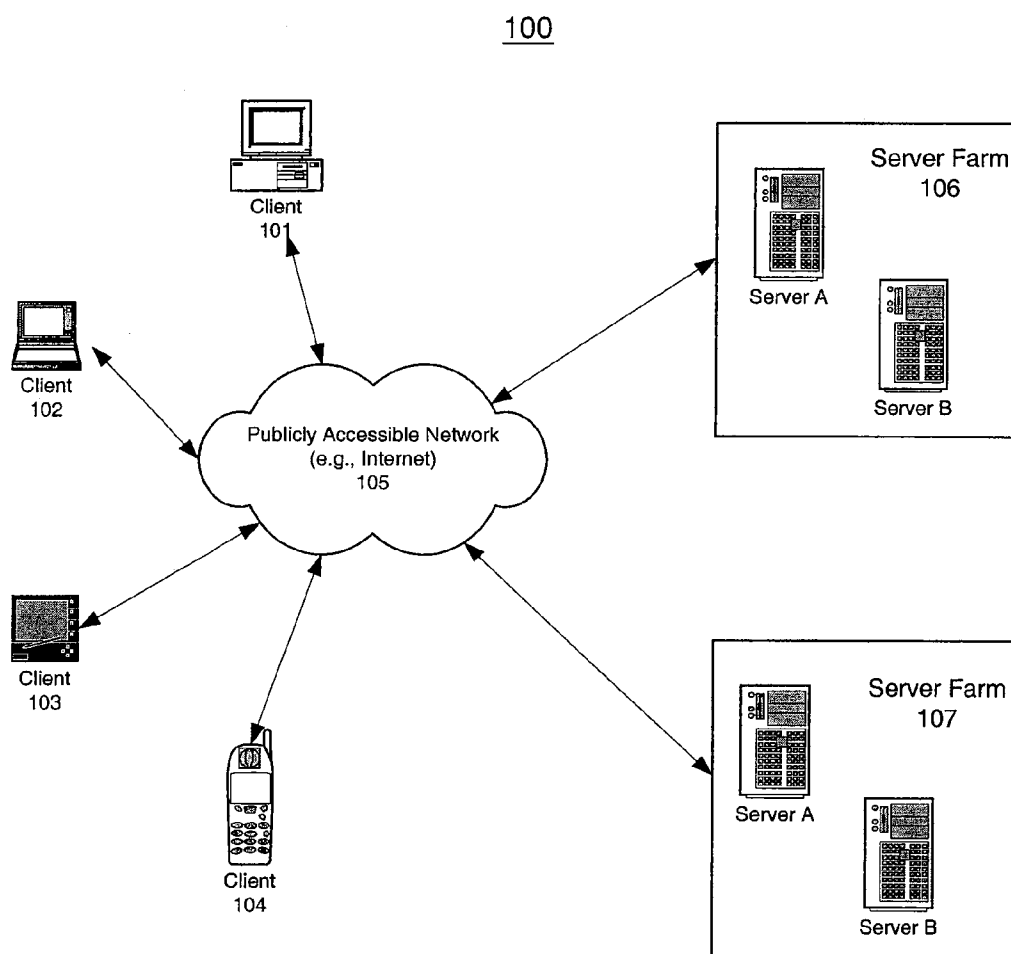 100
Client
101
Client
102
Client
103
Client
104
Publicly Accessible Network
(e.g., Internet)
105
Server Farm
106
Server A
Server B
Server Farm
107
Server A
Server B